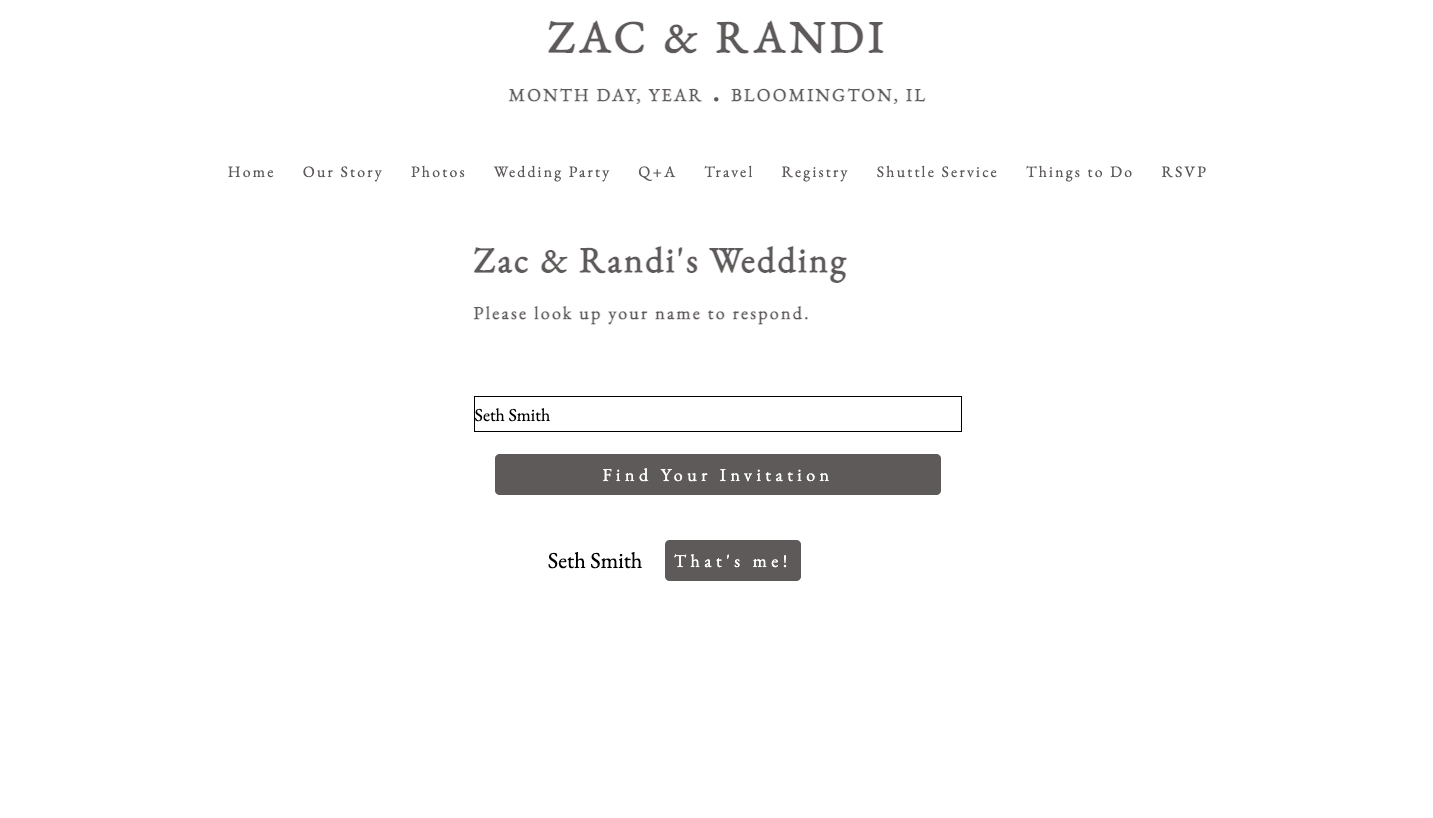 ZAC & RANDI
MONTH DAY, YEAR . BLOOMINGTON, IL
Home Our Story Photos Wedding Party Q+A Travel Registry Shuttle Service Things to Do RSVP
Zac & Randi's Wedding
Please look up your name to respond.
Seth Smith
Find Your Invitation
Seth Smith That's me!